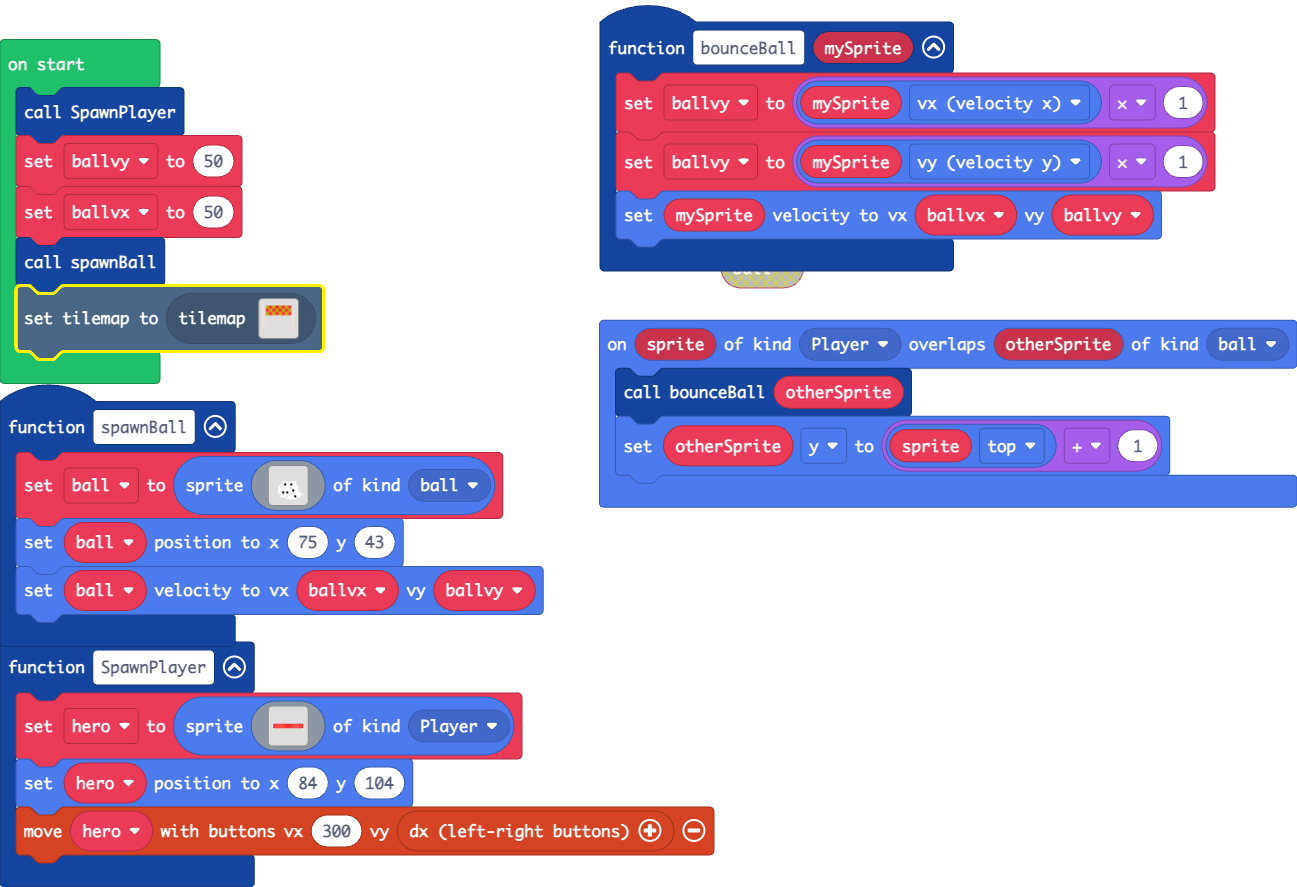 on start
call SpawnPlayer
set ballvy to 50
set ballvx to 50
call spawnBall
set tilemap to tilemap
function spawnBall
set ball to sprite of kind ball
set ball position to x 75 y 43
set ball velocity to vx ballvx vy ballvy
function SpawnPlayer
set hero to sprite of kind Player
set hero position to x 84 y 104
move hero with buttons vx 300 vy dx (left-right buttons)
function bounceBall mySprite
set ballvy to mySprite vx (velocity x) × 1
set ballvy to mySprite vy (velocity y) × 1
set mySprite velocity to vx ballvx vy ballvy
on sprite of kind Player overlaps otherSprite of kind ball
call bounceBall otherSprite
set otherSprite y to sprite top + 1